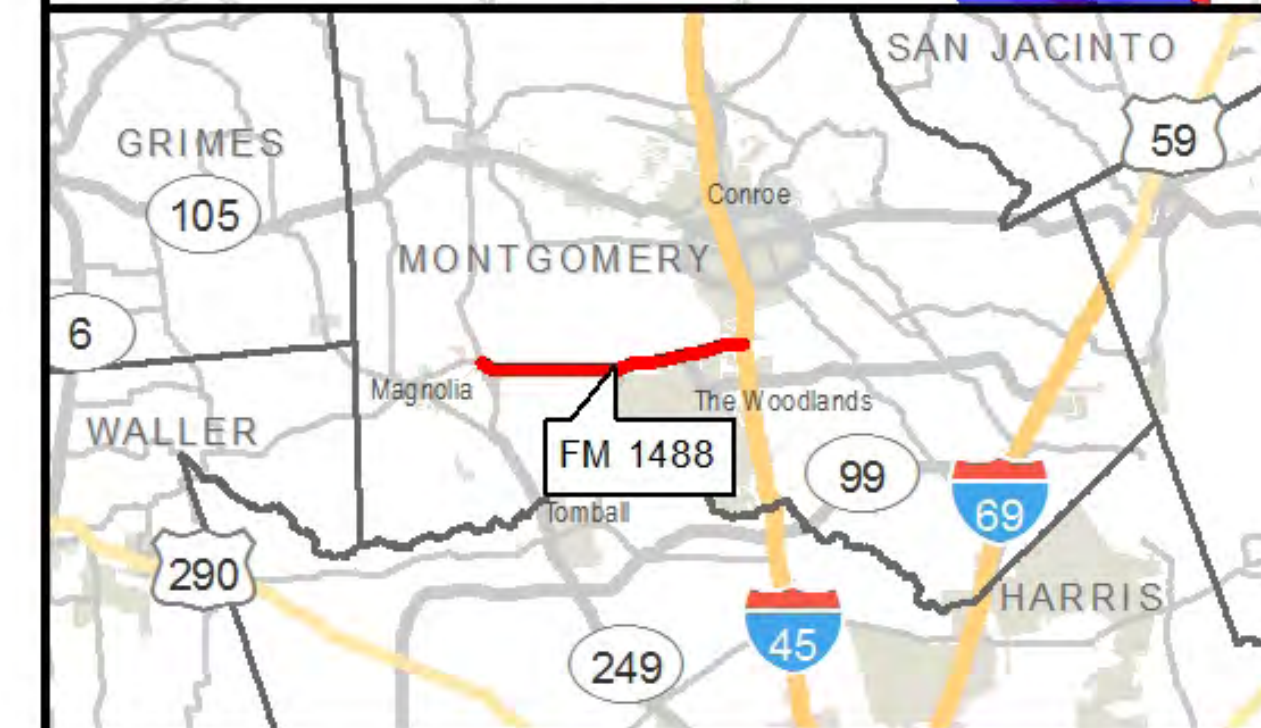 SAN JACINTO
59
GRIMES
105
Conroe
MONTGOMERY
6
Magnolia
The Woodlands
WALLER
FM 1488
99
69
Tomball
290
HARRIS
45
249